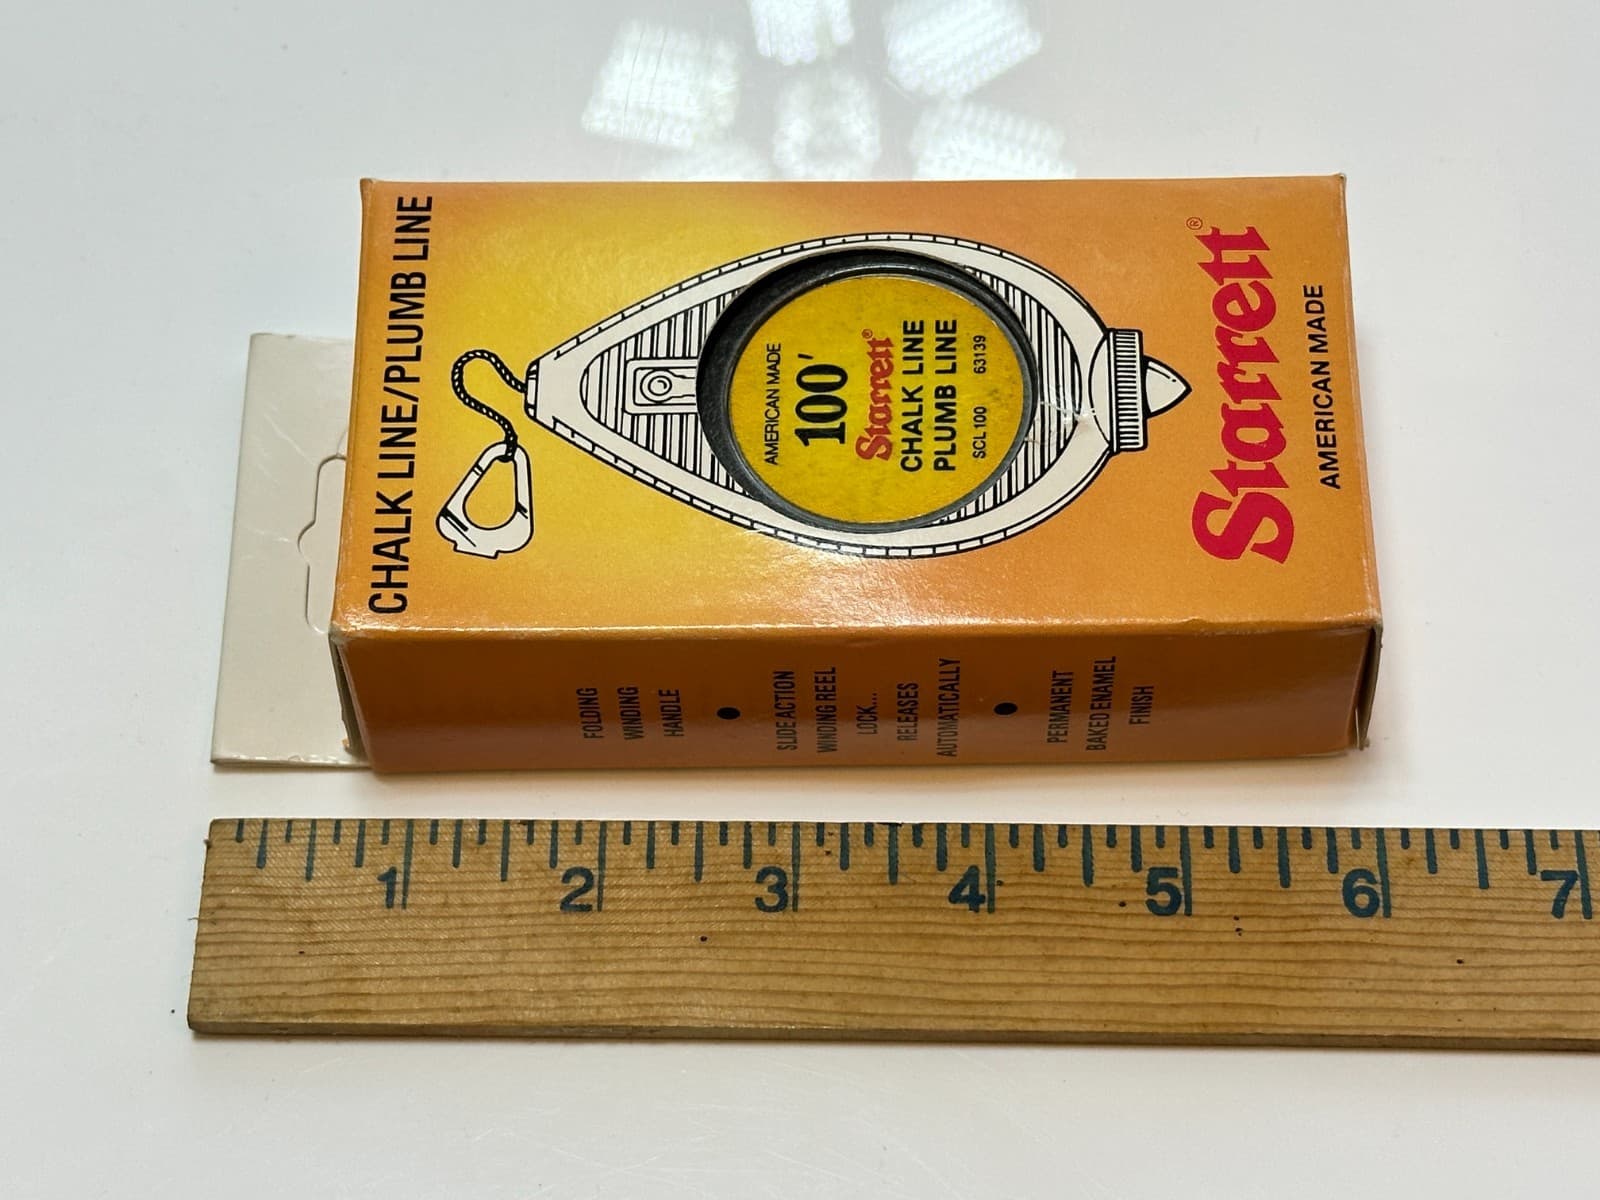 CHALK LINE/PLUMB LINE
AMERICAN MADE
100'
Starrett®
CHALK LINE
PLUMB LINE
SCL 100 63139
Starrett®
AMERICAN MADE
FOLDING
WINDING
HANDLE
●
SLIDE ACTION
WINDING REEL
LOCK...
RELEASES
AUTOMATICALLY
●
PERMANENT
BAKED ENAMEL
FINISH
1 2 3 4 5 6 7